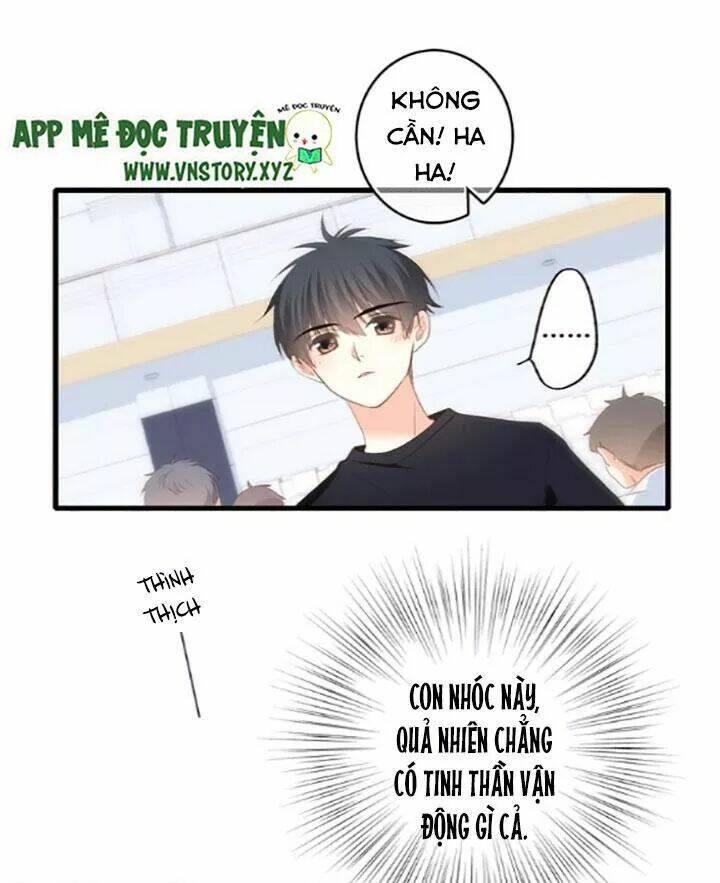 MÊ ĐỌC TRUYỆN
APP MÊ ĐỌC TRUYỆN
WWW.VNSTORY.XYZ
KHÔNG
CẦN! HA
HA!
......
THÌNH
THỊCH
CON NHÓC NÀY,
QUẢ NHIÊN CHẲNG
CÓ TINH THẦN VẬN
ĐỘNG GÌ CẢ.